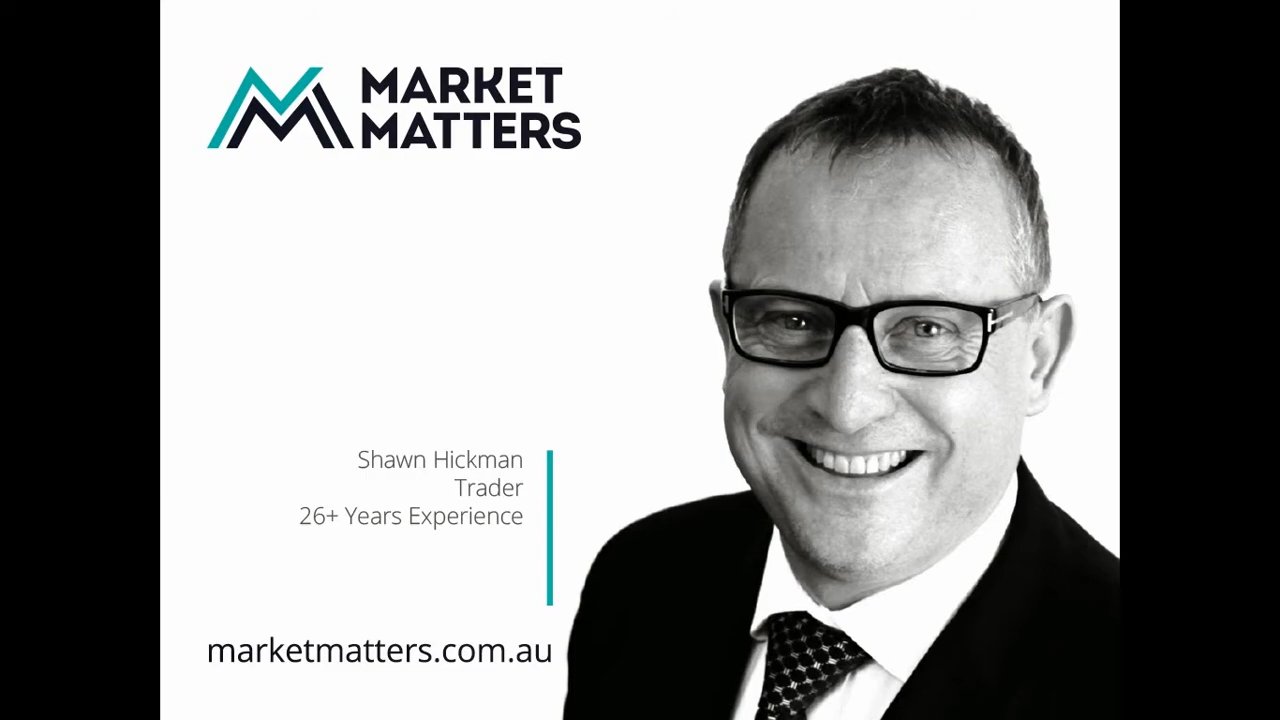 MARKET
MATTERS
Shawn Hickman
Trader
26+ Years Experience
marketmatters.com.au